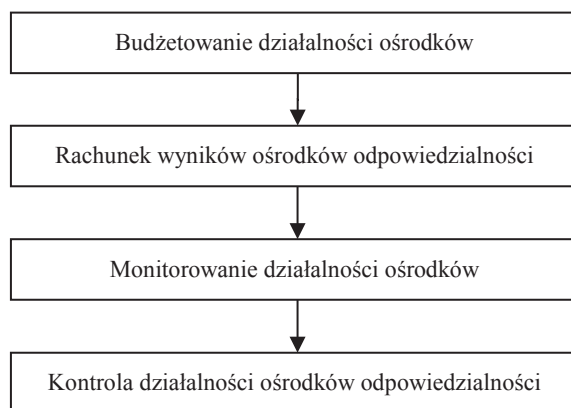 Budżetowanie działalności ośrodków
Rachunek wyników ośrodków odpowiedzialności
Monitorowanie działalności ośrodków
Kontrola działalności ośrodków odpowiedzialności